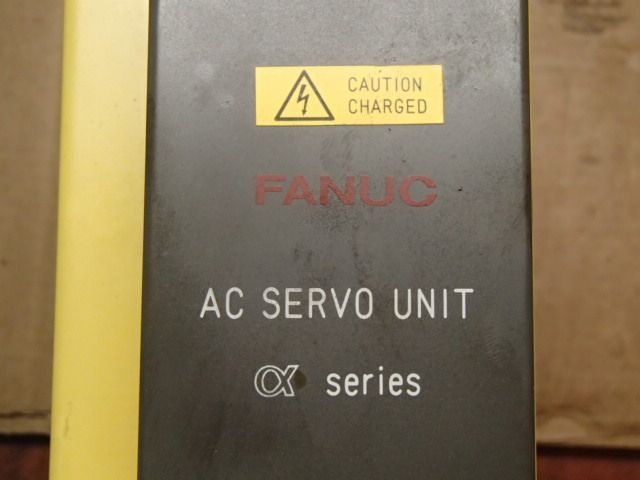 CAUTION
CHARGED
FANUC
AC SERVO UNIT
α series